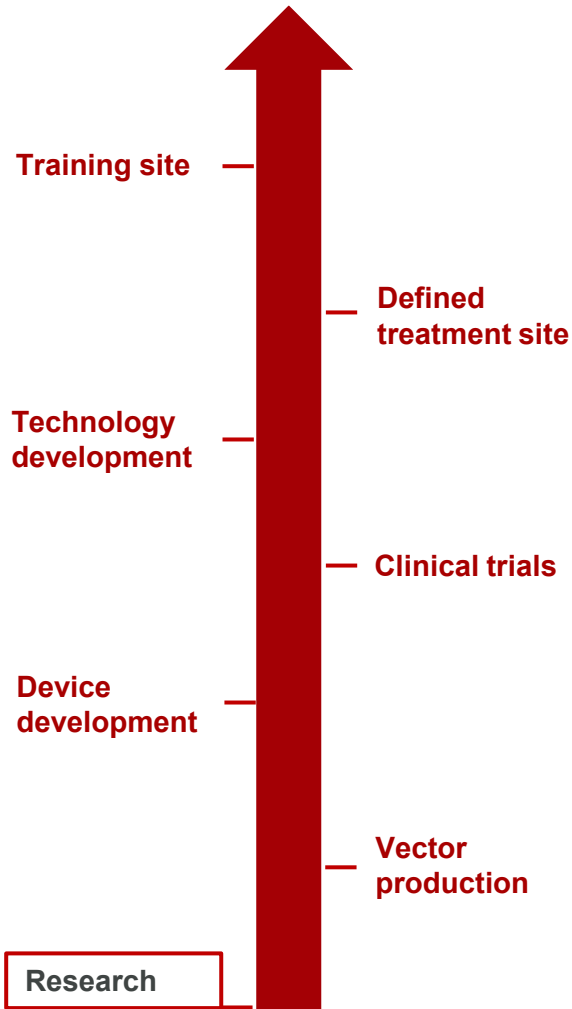 Training site
Defined
treatment site
Technology
development
Clinical trials
Device
development
Vector
production
Research